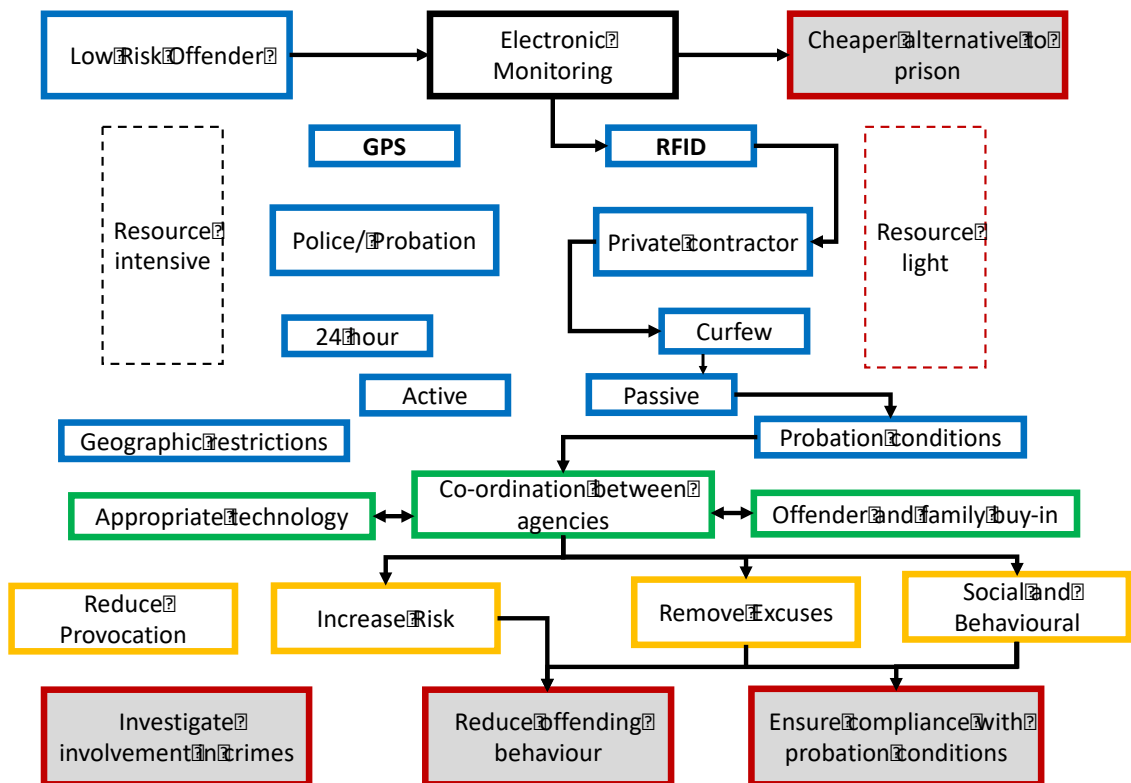 Low Risk Offender
Electronic
Monitoring
Cheaper alternative to
prison
GPS
RFID
Resource
intensive
Police/ Probation
Private contractor
Resource
light
24 hour
Curfew
Active
Passive
Geographic restrictions
Probation conditions
Appropriate technology
Co-ordination between
agencies
Offender and family buy-in
Reduce
Provocation
Increase Risk
Remove Excuses
Social and
Behavioural
Investigate
involvement in crimes
Reduce offending
behaviour
Ensure compliance with
probation conditions